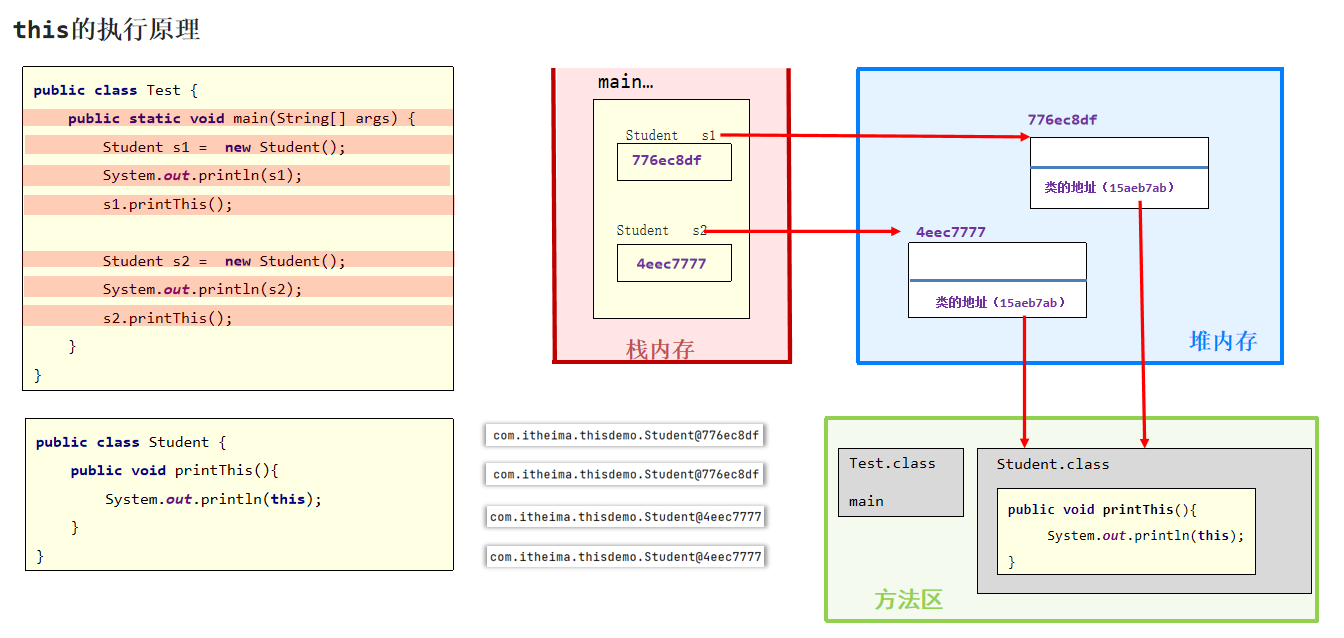 this的执行原理
public class Test {
public static void main(String[] args) {
Student s1 = new Student();
System.out.println(s1);
s1.printThis();
Student s2 = new Student();
System.out.println(s2);
s2.printThis();
}
}
public class Student {
public void printThis(){
System.out.println(this);
}
}
main…
Student s1
776ec8df
Student s2
4eec7777
栈内存
776ec8df
类的地址（15aeb7ab）
4eec7777
类的地址（15aeb7ab）
堆内存
com.itheima.thisdemo.Student@776ec8df
com.itheima.thisdemo.Student@776ec8df
com.itheima.thisdemo.Student@4eec7777
com.itheima.thisdemo.Student@4eec7777
Test.class
main
Student.class
public void printThis(){
System.out.println(this);
}
方法区